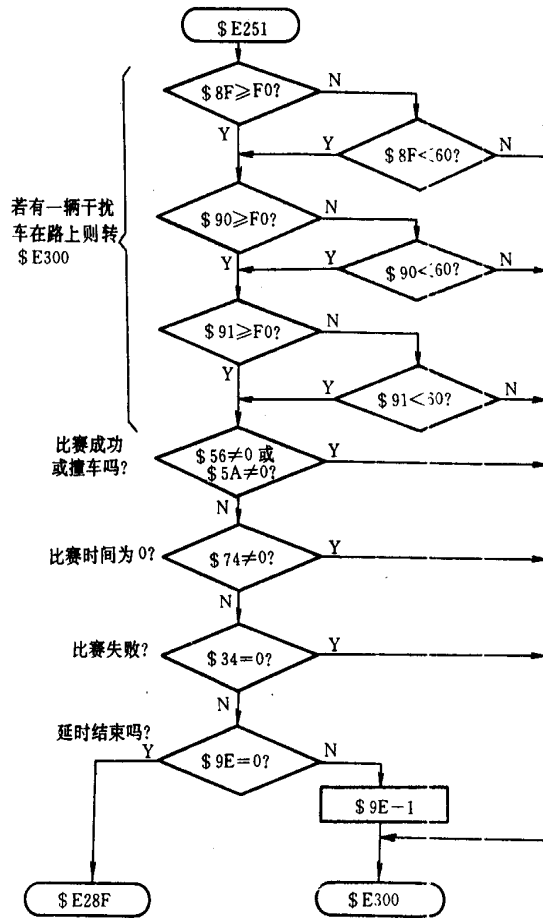 $E251
$8F≥F0?
N
Y
Y
$8F<60?
N
若有一辆干扰
车在路上则转
$E300
$90≥F0?
N
Y
Y
$90<60?
N
$91≥F0?
N
Y
Y
$91<60?
N
比赛成功
或撞车吗?
$56≠0 或
$5A≠0?
Y
N
比赛时间为0?
$74≠0?
Y
N
比赛失败?
$34=0?
Y
N
延时结束吗?
Y
$9E=0?
N
$9E-1
$E28F
$E300